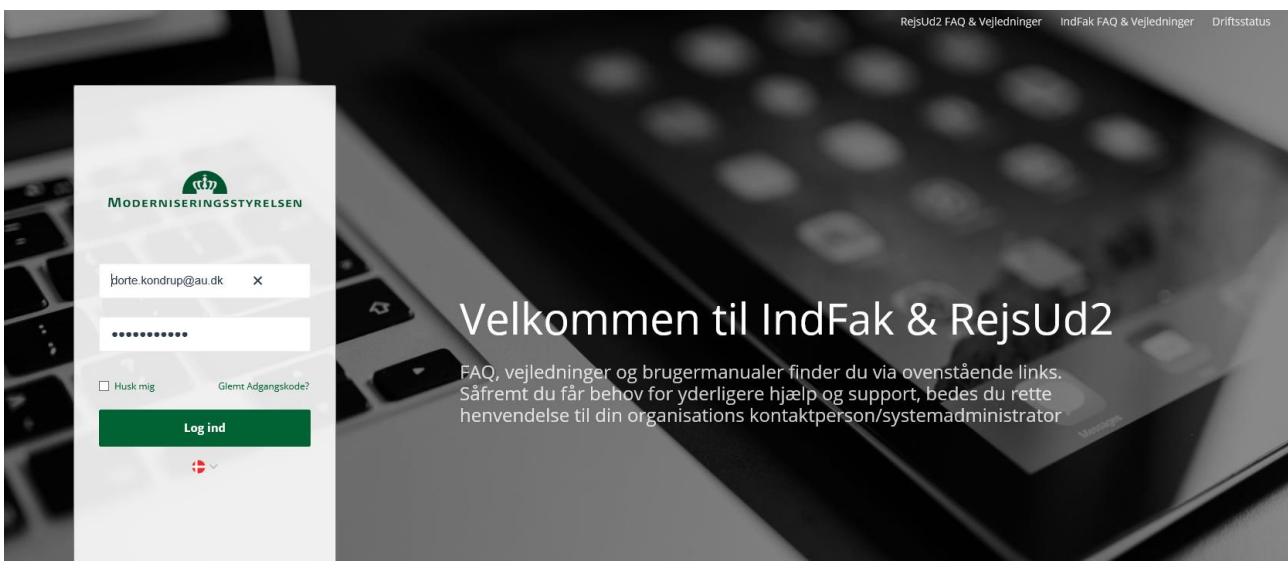 RejsUd2 FAQ & Vejledninger IndFak FAQ & Vejledninger Driftsstatus
MODERNISERINGSSTYRELSEN
dorte.kondrup@au.dk
Husk mig Glemt Adgangskode?
Log ind
Velkommen til IndFak & RejsUd2
FAQ, vejledninger og brugermanualer finder du via ovenstående links.
Såfremt du får behov for yderligere hjælp og support, bedes du rette
henvendelse til din organisations kontaktperson/systemadministrator
Messages